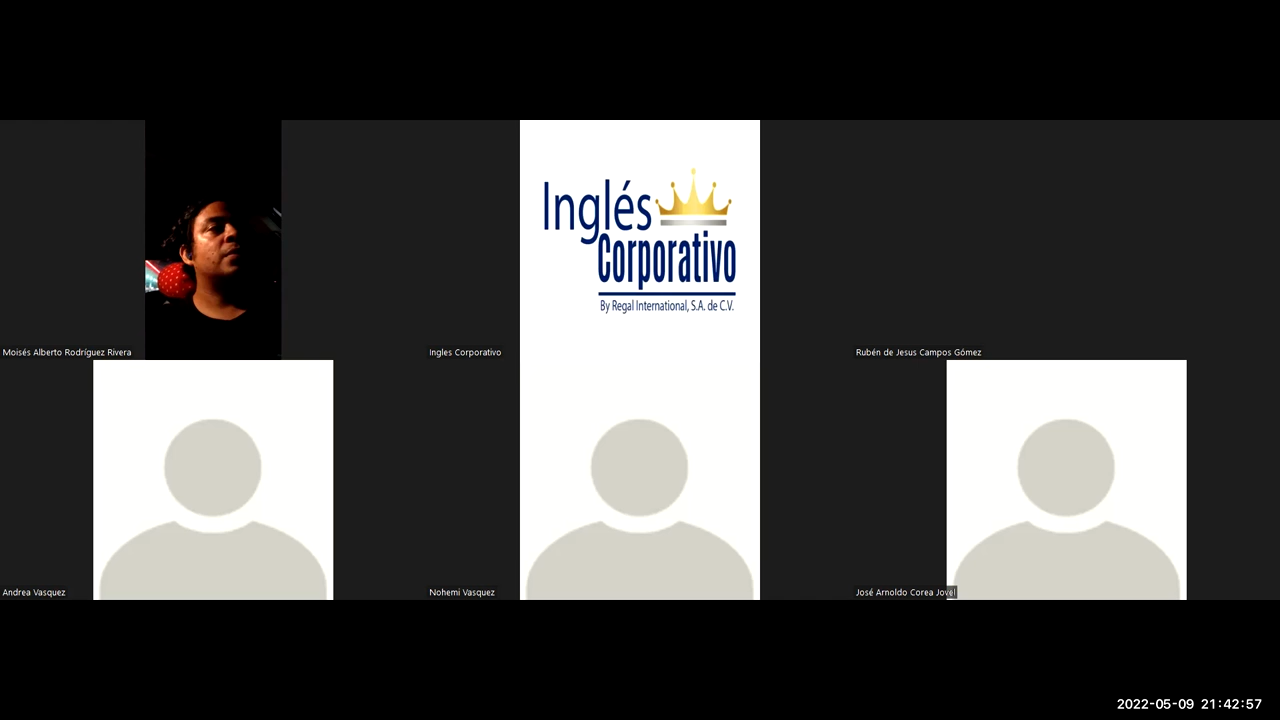 Inglés
Corporativo
By Regal International, S.A. de C.V.
Moisés Alberto Rodríguez Rivera
Ingles Corporativo
Rubén de Jesus Campos Gómez
Andrea Vasquez
Nohemi Vasquez
José Arnoldo Corea Jovel
2022-05-09 21:42:57